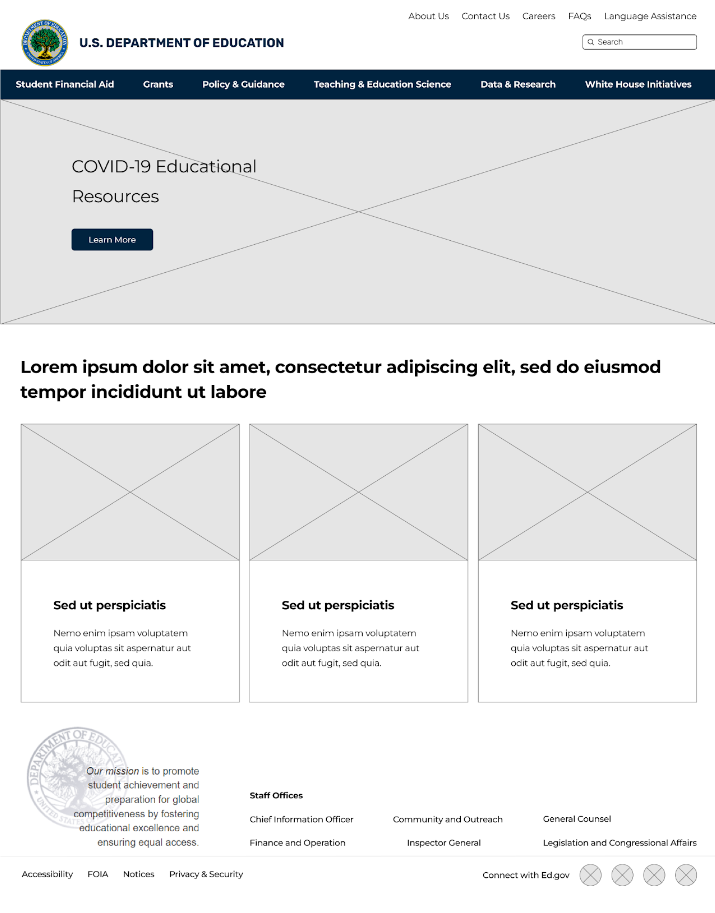 About Us Contact Us Careers FAQs Language Assistance
U.S. DEPARTMENT OF EDUCATION
Search
Student Financial Aid Grants Policy & Guidance Teaching & Education Science Data & Research White House Initiatives
COVID-19 Educational
Resources
Learn More
Lorem ipsum dolor sit amet, consectetur adipiscing elit, sed do eiusmod
tempor incididunt ut labore
Sed ut perspiciatis
Nemo enim ipsam voluptatem
quia voluptas sit aspernatur aut
odit aut fugit, sed quia.
Sed ut perspiciatis
Nemo enim ipsam voluptatem
quia voluptas sit aspernatur aut
odit aut fugit, sed quia.
Sed ut perspiciatis
Nemo enim ipsam voluptatem
quia voluptas sit aspernatur aut
odit aut fugit, sed quia.
Our mission is to promote
student achievement and
preparation for global
competitiveness by fostering
educational excellence and
ensuring equal access.
Staff Offices
Chief Information Officer Community and Outreach General Counsel
Finance and Operation Inspector General Legislation and Congressional Affairs
Accessibility FOIA Notices Privacy & Security Connect with Ed.gov